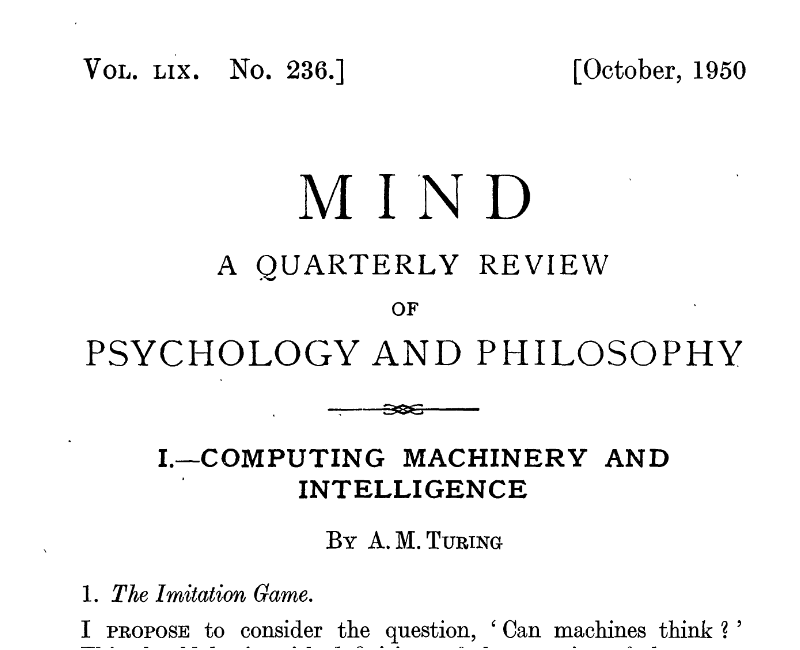 VOL. LIX. No. 236.] [October, 1950
MIND
A QUARTERLY REVIEW
OF
PSYCHOLOGY AND PHILOSOPHY
I.—COMPUTING MACHINERY AND
INTELLIGENCE
BY A. M. TURING
1. The Imitation Game.
I PROPOSE to consider the question, ‘ Can machines think ? ’